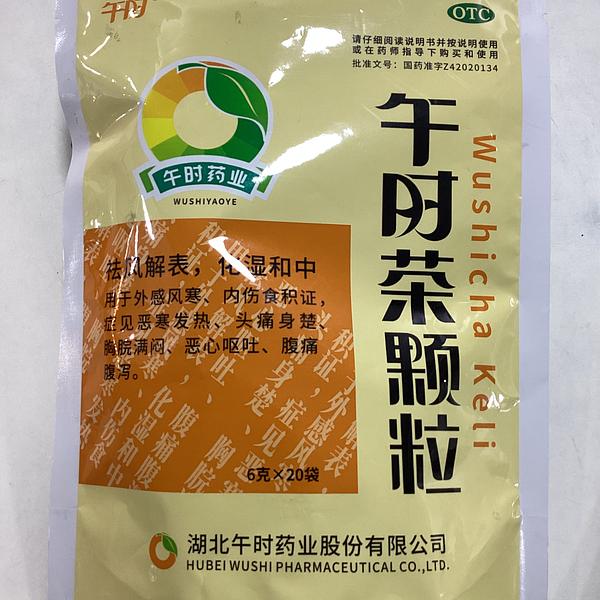 午时
OTC
请仔细阅读说明书并按说明使用
或在药师指导下购买和使用
批准文号：国药准字Z42020134
午时药业
WUSHIYAOYE
午时茶颗粒
Wushicha Keli
祛风解表，化湿和中
用于外感风寒、内伤食积证，
症见恶寒发热、头痛身楚、
胸脘满闷、恶心呕吐、腹痛
腹泻。
6克×20袋
湖北午时药业股份有限公司
HUBEI WUSHI PHARMACEUTICAL CO.,LTD.